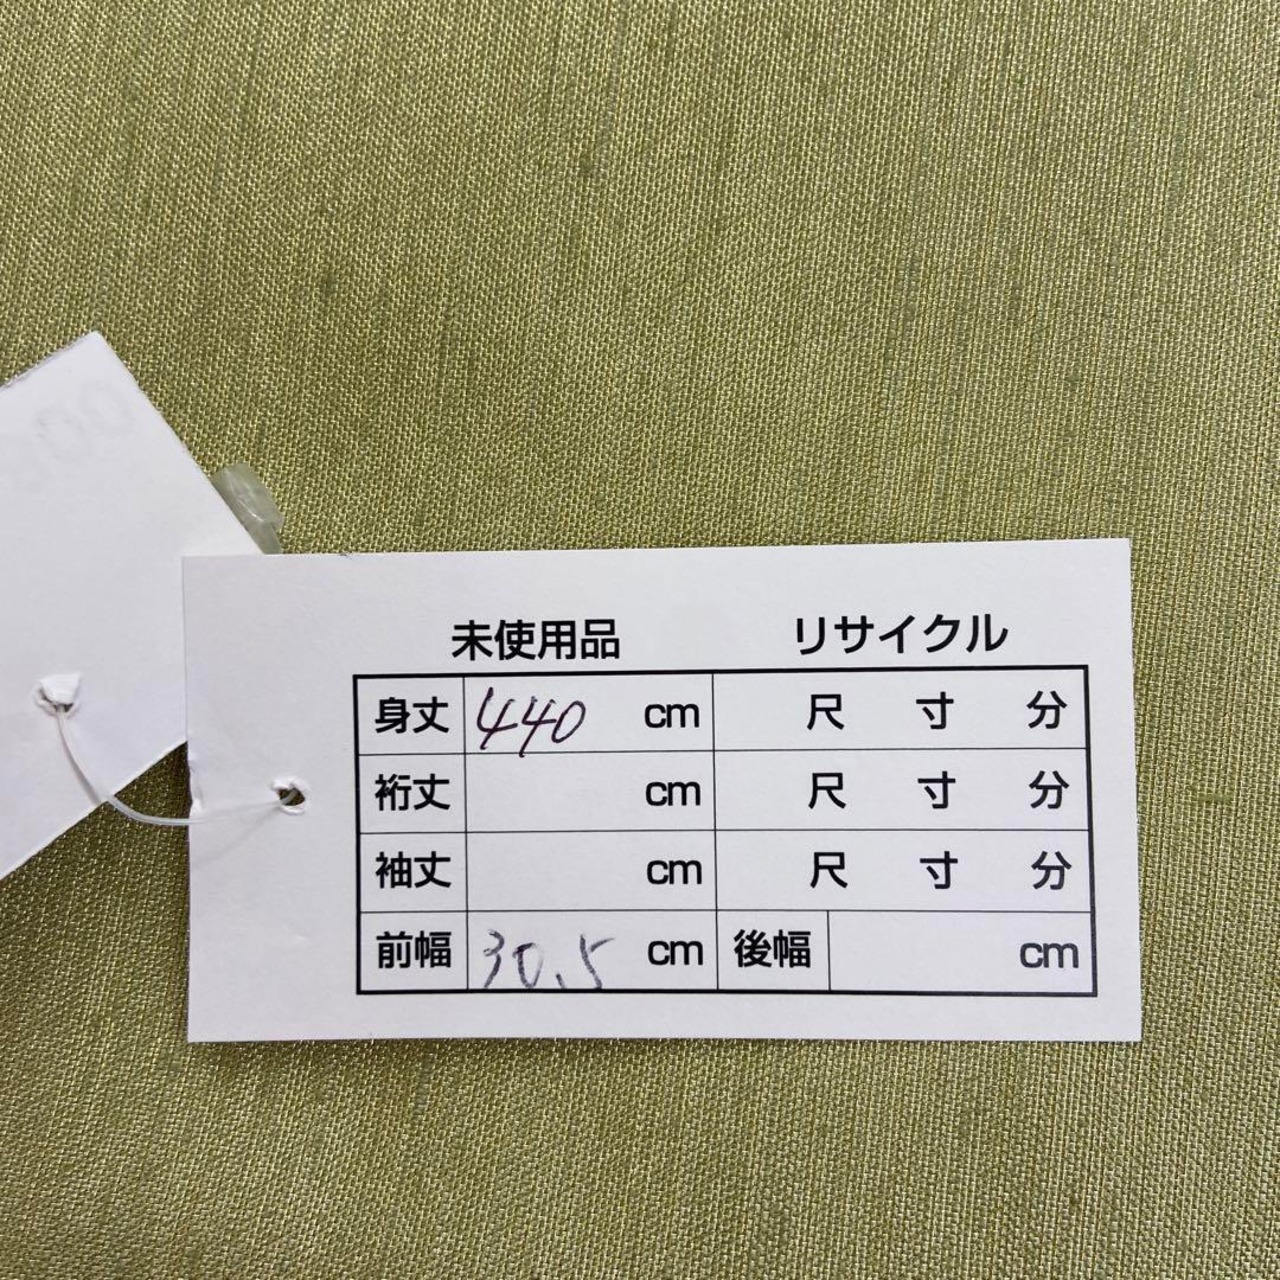 未使用品 リサイクル
身丈 440 cm 尺 寸 分
裄丈 cm 尺 寸 分
袖丈 cm 尺 寸 分
前幅 30.5 cm 後幅 cm